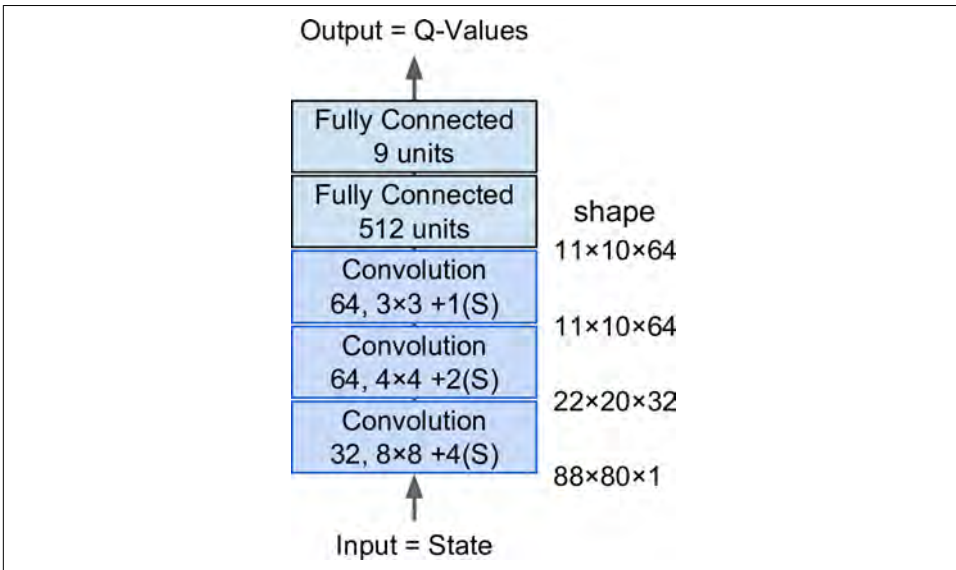 Output = Q-Values
Fully Connected
9 units
Fully Connected
512 units
shape
11×10×64
Convolution
64, 3×3 +1(S)
11×10×64
Convolution
64, 4×4 +2(S)
22×20×32
Convolution
32, 8×8 +4(S)
88×80×1
Input = State